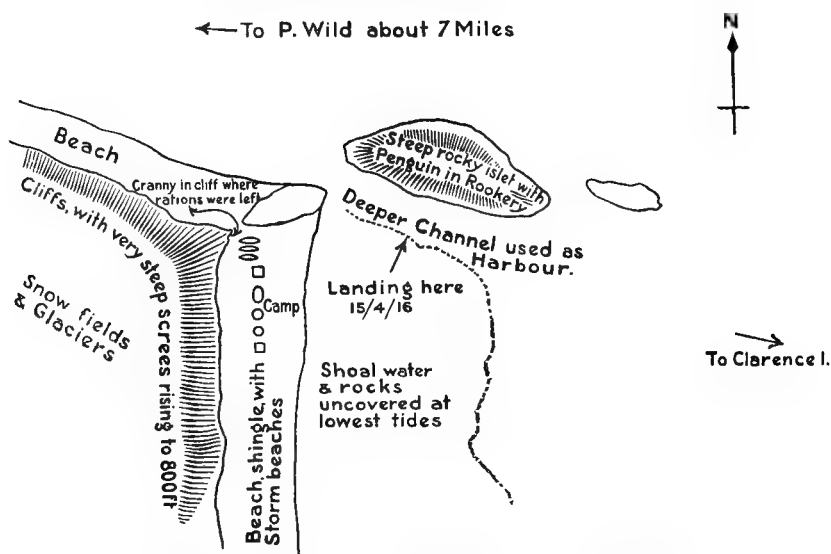 To P. Wild about 7 Miles
N
Beach
Steep rocky islet with
Penguin in Rookery
Cranny in cliff where
rations were left
Cliffs, with very steep screes rising to 800ft
Deeper Channel used as
Harbour.
Snow fields
& Glaciers
Landing here
15/4/16
Camp
To Clarence I.
Shoal water
& rocks
uncovered at
lowest tides
Beach, shingle, with
Storm beaches